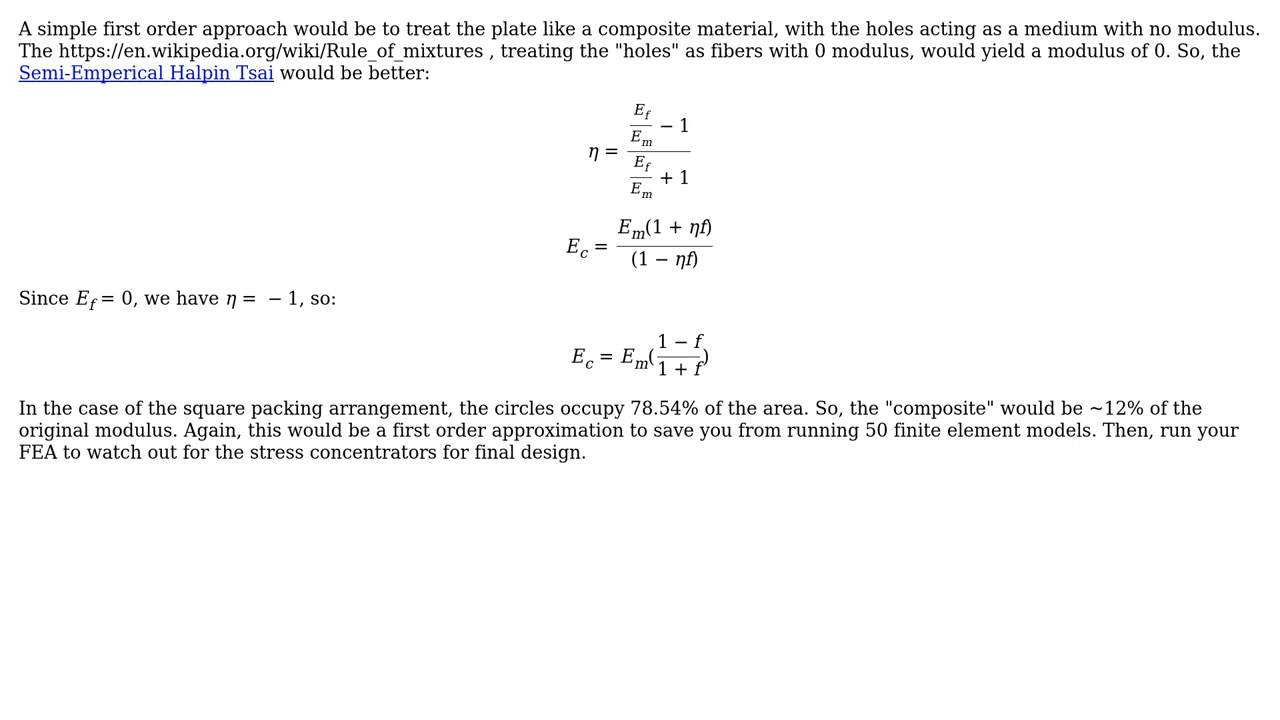 A simple first order approach would be to treat the plate like a composite material, with the holes acting as a medium with no modulus.
The https://en.wikipedia.org/wiki/Rule_of_mixtures , treating the "holes" as fibers with 0 modulus, would yield a modulus of 0. So, the
Semi-Emperical Halpin Tsai would be better:
η = \frac{\frac{E_f}{E_m} − 1}{\frac{E_f}{E_m} + 1}
E_c = \frac{E_m(1 + ηf)}{(1 − ηf)}
Since E_f = 0, we have η = − 1, so:
E_c = E_m(\frac{1 − f}{1 + f})
In the case of the square packing arrangement, the circles occupy 78.54% of the area. So, the "composite" would be ~12% of the
original modulus. Again, this would be a first order approximation to save you from running 50 finite element models. Then, run your
FEA to watch out for the stress concentrators for final design.